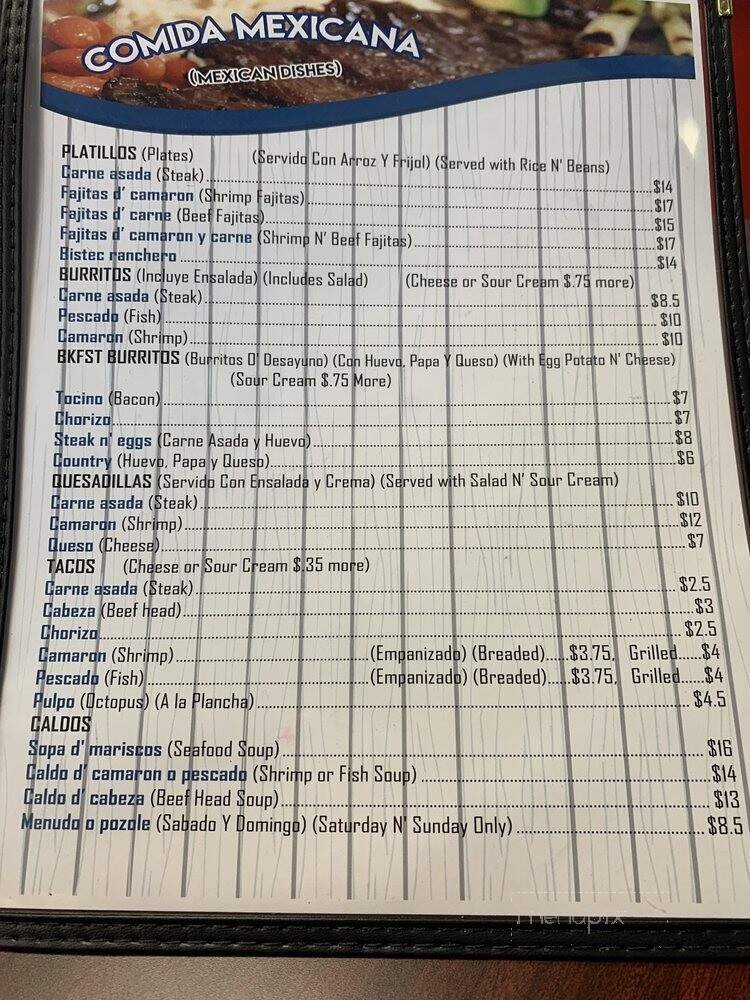 COMIDA MEXICANA
(MEXICAN DISHES)
PLATILLOS (Plates) (Servido Con Arroz Y Frijol) (Served with Rice N' Beans)
Carne asada (Steak)....$14
Fajitas d' camaron (Shrimp Fajitas)....$17
Fajitas d' carne (Beef Fajitas)....$15
Fajitas d' camaron y carne (Shrimp N' Beef Fajitas)....$17
Bistec ranchero....$14
BURRITOS (Incluye Ensalada) (Includes Salad) (Cheese or Sour Cream $.75 more)
Carne asada (Steak)....$8.5
Pescado (Fish)....$10
Camaron (Shrimp)....$10
BKFST BURRITOS (Burritos D' Desayuno) (Con Huevo, Papa Y Queso) (With Egg Potato N' Cheese)
(Sour Cream $.75 More)
Tocino (Bacon)....$7
Chorizo....$7
Steak n' eggs (Carne Asada y Huevo)....$8
Country (Huevo, Papa y Queso)....$6
QUESADILLAS (Servido Con Ensalada y Crema) (Served with Salad N' Sour Cream)
Carne asada (Steak)....$10
Camaron (Shrimp)....$12
Queso (Cheese)....$7
TACOS (Cheese or Sour Cream $.35 more)
Carne asada (Steak)....$2.5
Cabeza (Beef head)....$3
Chorizo....$2.5
Camaron (Shrimp)....(Empanizado) (Breaded)....$3.75, Grilled....$4
Pescado (Fish)....(Empanizado) (Breaded)....$3.75, Grilled....$4
Pulpo (Octopus) (A la Plancha)....$4.5
CALDOS
Sopa d' mariscos (Seafood Soup)....$16
Caldo d' camaron o pescado (Shrimp or Fish Soup)....$14
Caldo d' cabeza (Beef Head Soup)....$13
Menudo o pozole (Sabado Y Domingo) (Saturday N' Sunday Only)....$8.5
menupix